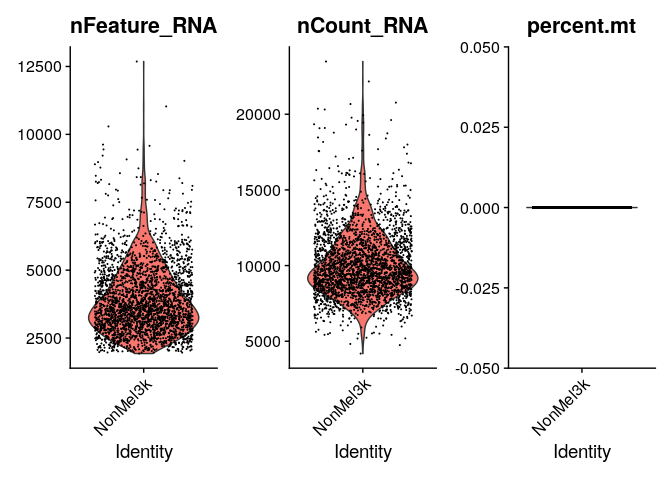 nFeature_RNA
12500
10000
7500
5000
2500
NonMel3k
Identity
nCount_RNA
20000
15000
10000
5000
NonMel3k
Identity
percent.mt
0.050
0.025
0.000
-0.025
-0.050
NonMel3k
Identity